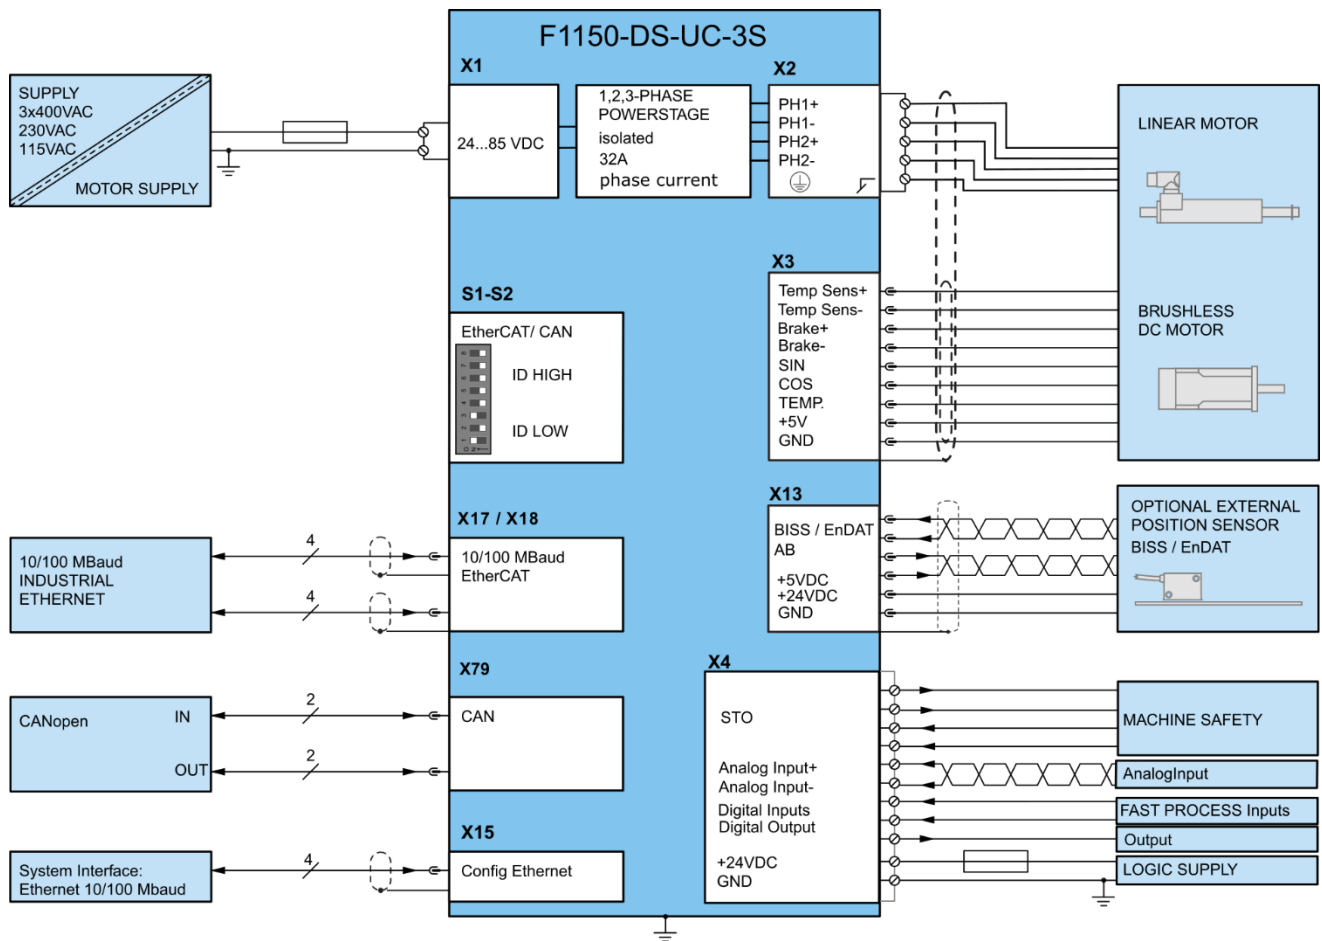 F1150-DS-UC-3S
SUPPLY
3x400VAC
230VAC
115VAC
MOTOR SUPPLY
X1
24...85 VDC
1,2,3-PHASE
POWERSTAGE
isolated
32A
phase current
X2
PH1+
PH1-
PH2+
PH2-
LINEAR MOTOR
BRUSHLESS
DC MOTOR
X3
Temp Sens+
Temp Sens-
Brake+
Brake-
SIN
COS
TEMP.
+5V
GND
S1-S2
EtherCAT/ CAN
ID HIGH
ID LOW
X13
BISS / EnDAT
AB
+5VDC
+24VDC
GND
OPTIONAL EXTERNAL
POSITION SENSOR
BISS / EnDAT
X17 / X18
10/100 MBaud
EtherCAT
10/100 MBaud
INDUSTRIAL
ETHERNET
4
4
X79
CAN
CANopen
IN
OUT
2
2
X15
Config Ethernet
System Interface:
Ethernet 10/100 Mbaud
4
X4
STO
Analog Input+
Analog Input-
Digital Inputs
Digital Output
+24VDC
GND
MACHINE SAFETY
AnalogInput
FAST PROCESS Inputs
Output
LOGIC SUPPLY